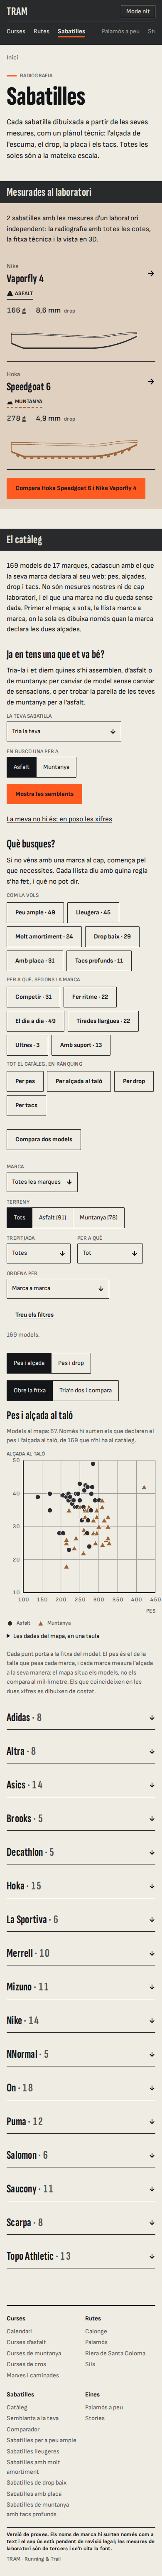 TRAM
Mode nit
Curses Rutes Sabatilles Palamós a peu
Inici
RADIOGRAFIA
Sabatilles
Cada sabatilla dibuixada a partir de les seves
mesures, com un plànol tècnic: l'alçada de
l'escuma, el drop, la placa i els tacs. Totes les
soles són a la mateixa escala.
Mesurades al laboratori
2 sabatilles amb les mesures d'un laboratori
independent: la radiografia amb totes les cotes,
la fitxa tècnica i la vista en 3D.
Nike
Vaporfly 4
ASFALT
166 g 8,6 mm drop
Hoka
Speedgoat 6
MUNTANYA
278 g 4,9 mm drop
Compara Hoka Speedgoat 6 i Nike Vaporfly 4
El catàleg
169 models de 17 marques, cadascun amb el que
la seva marca declara al seu web: pes, alçades,
drop i tacs. No són ni seran nostres ni de cap
laboratori, i el que una marca no diu queda sense
dada. Primer el mapa; a sota, la llista marca a
marca, on la sola es dibuixa només quan la marca
declara les dues alçades.
Ja en tens una que et va bé?
Tria-la i et diem quines s'hi assemblen, d'asfalt o
de muntanya: per canviar de model sense canviar
de sensacions, o per trobar la parella de les teves
de muntanya per a l'asfalt.
LA TEVA SABATILLA
Tria la teva
EN BUSCO UNA PER A
Asfalt Muntanya
Mostra les semblants
La meva no hi és: en poso les xifres
Què busques?
Si no véns amb una marca al cap, comença pel
que necessites. Cada llista diu amb quina regla
s'ha fet, i què no pot dir.
COM LA VOLS
Peu ample · 49 Lleugera · 45
Molt amortiment · 24 Drop baix · 29
Amb placa · 31 Tacs profunds · 11
PER A QUÈ, SEGONS LA MARCA
Competir · 31 Fer ritme · 22
El dia a dia · 49 Tirades llargues · 22
Ultres · 3 Amb suport · 13
TOT EL CATÀLEG, EN RÀNQUING
Per pes Per alçada al taló Per drop
Per tacs
Compara dos models
MARCA
Totes les marques
TERRENY
Tots Asfalt (91) Muntanya (78)
TREPITJADA PER A QUÈ
Totes Tot
ORDENA PER
Marca a marca
Treu els filtres
169 models.
Pes i alçada Pes i drop
Obre la fitxa Tria'n dos i compara
Pes i alçada al taló
Models al mapa: 67. Només hi surten els que declaren el
pes i l'alçada al taló, de 169 que n'hi ha al catàleg.
ALÇADA AL TALÓ
50
40
30
20
10
100 150 200 250 300 350 400 450
PES
Asfalt Muntanya
Les dades del mapa, en una taula
Cada punt porta a la fitxa del model. El pes és el de la
talla que pesa cada marca, i cada marca mesura l'alçada
a la seva manera: el mapa situa els models, no els
compara al mil·límetre. Els que coincideixen en les
dues xifres es dibuixen de costat.
Adidas · 8
Altra · 8
Asics · 14
Brooks · 5
Decathlon · 5
Hoka · 15
La Sportiva · 6
Merrell · 10
Mizuno · 11
Nike · 14
NNormal · 5
On · 18
Puma · 12
Salomon · 6
Saucony · 11
Scarpa · 8
Topo Athletic · 13
Curses Rutes
Calendari Calonge
Curses d'asfalt Palamós
Curses de muntanya Riera de Santa Coloma
Curses de cros Sils
Marxes i caminades
Sabatilles Eines
Catàleg Palamós a peu
Semblants a la teva Stories
Comparador
Sabatilles per a peu ample
Sabatilles lleugeres
Sabatilles amb molt
amortiment
Sabatilles de drop baix
Sabatilles amb placa
Sabatilles de muntanya
amb tacs profunds
Versió de proves. Els noms de marca hi surten només com a
text i el seu ús està pendent de revisió legal; les mesures de
laboratori són de tercers i se'n cita la font.
TRAM · Running & Trail